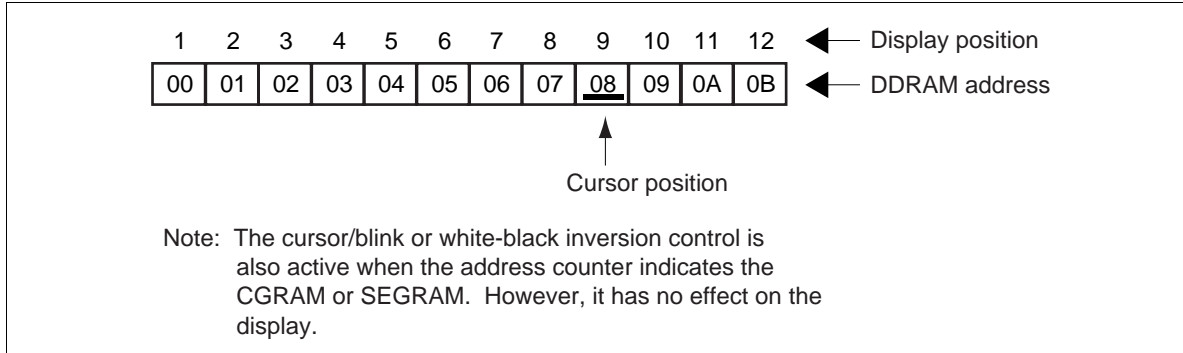 1 2 3 4 5 6 7 8 9 10 11 12 Display position
00 01 02 03 04 05 06 07 08 09 0A 0B DDRAM address
Cursor position
Note: The cursor/blink or white-black inversion control is
also active when the address counter indicates the
CGRAM or SEGRAM. However, it has no effect on the
display.